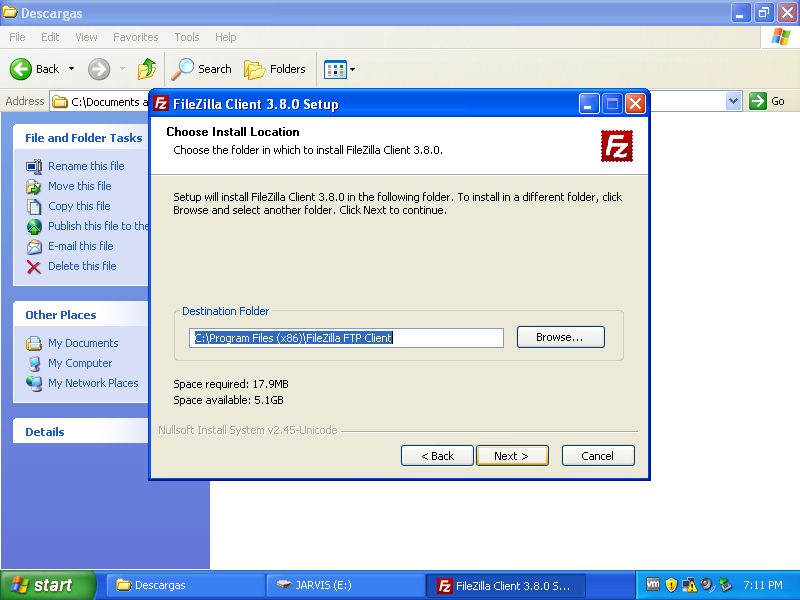 Descargas
File Edit View Favorites Tools Help
Back Search Folders
Address C:\Documents a Go
FileZilla Client 3.8.0 Setup
Choose Install Location
Choose the folder in which to install FileZilla Client 3.8.0.
Fz
Setup will install FileZilla Client 3.8.0 in the following folder. To install in a different folder, click
Browse and select another folder. Click Next to continue.
Destination Folder
C:\Program Files (x86)\FileZilla FTP Client
Browse...
Space required: 17.9MB
Space available: 5.1GB
Nullsoft Install System v2.45-Unicode
< Back Next > Cancel
File and Folder Tasks
Rename this file
Move this file
Copy this file
Publish this file to the
E-mail this file
Delete this file
Other Places
My Documents
My Computer
My Network Places
Details
start Descargas JARVIS (E:) FileZilla Client 3.8.0 S... vm 7:11 PM